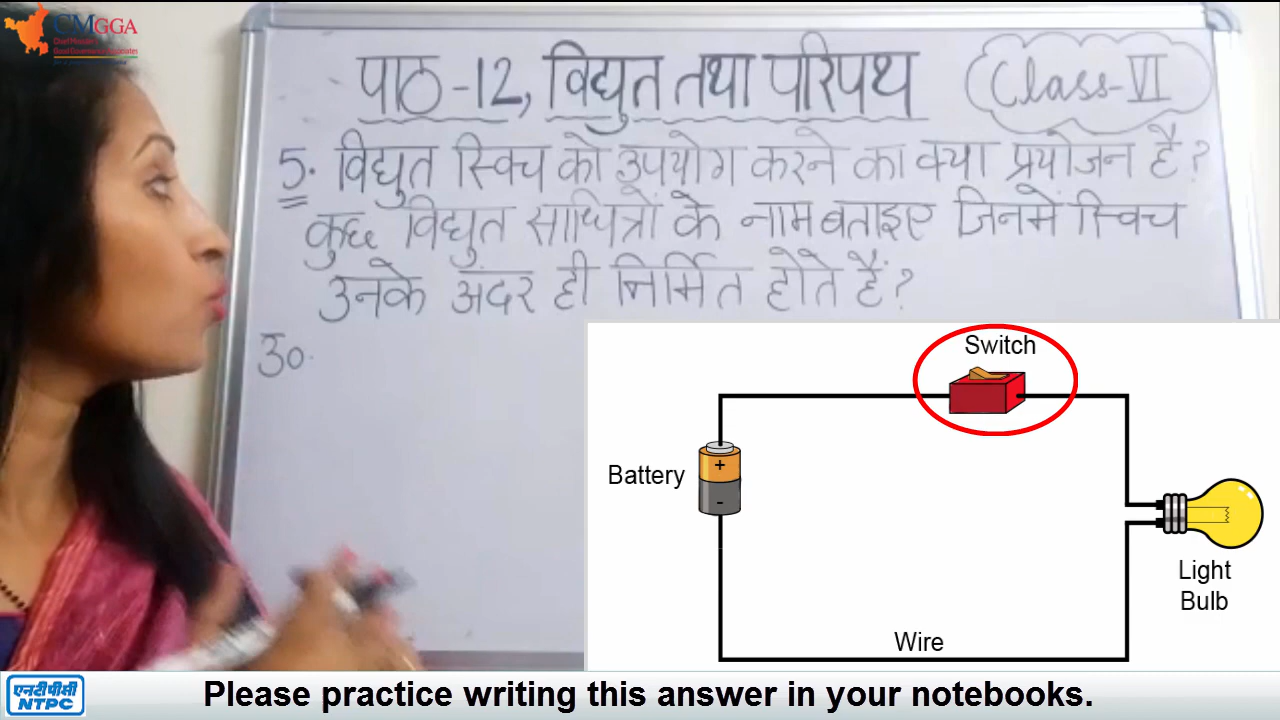 CMGGA
पाठ-12, विद्युत तथा परिपथ
Class-VI
5. विद्युत स्विच को उपयोग करने का क्या प्रयोजन है?
कुछ विद्युत साधित्रों के नाम बताइए जिनमें स्विच
उनके अंदर ही निर्मित होते हैं?
उ०.
Switch
Battery
+
-
Light
Bulb
Wire
एनटीपीसी
NTPC
Please practice writing this answer in your notebooks.